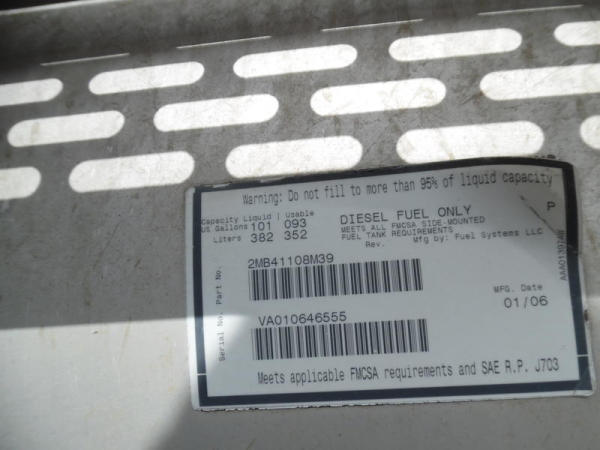 Warning: Do not fill to more than 95% of liquid capacity
Capacity Liquid | Usable
US Gallons 101 093
Liters 382 352
DIESEL FUEL ONLY
MEETS ALL FMCSA SIDE-MOUNTED
FUEL TANK REQUIREMENTS
Rev. Mfg by: Fuel Systems LLC
P
Part No.
2MB41108M39
MFG. Date
01/06
Serial No.
VA010646555
Meets applicable FMCSA requirements and SAE R.P. J703